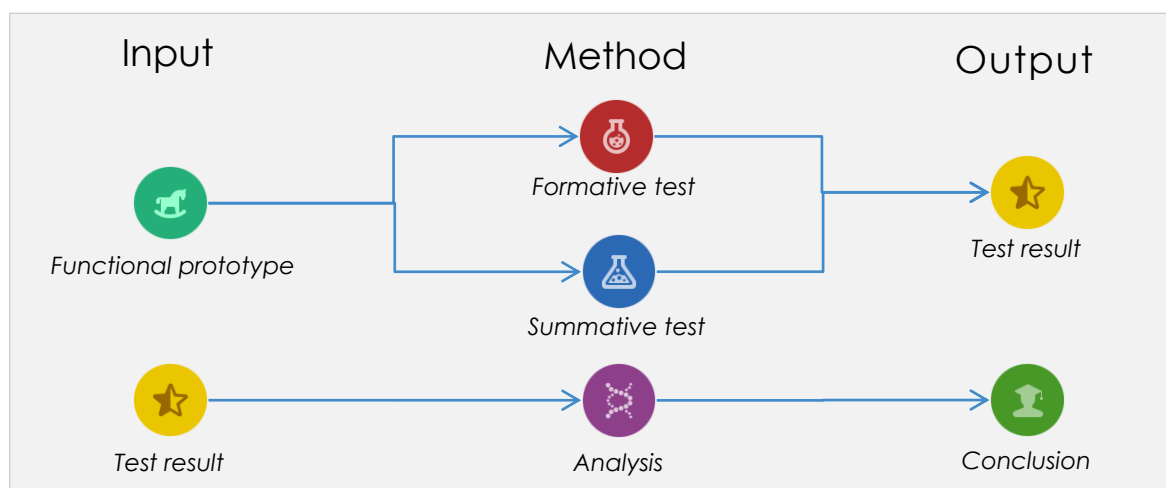 Input
Method
Output
Formative test
Functional prototype
Test result
Summative test
Test result
Analysis
Conclusion